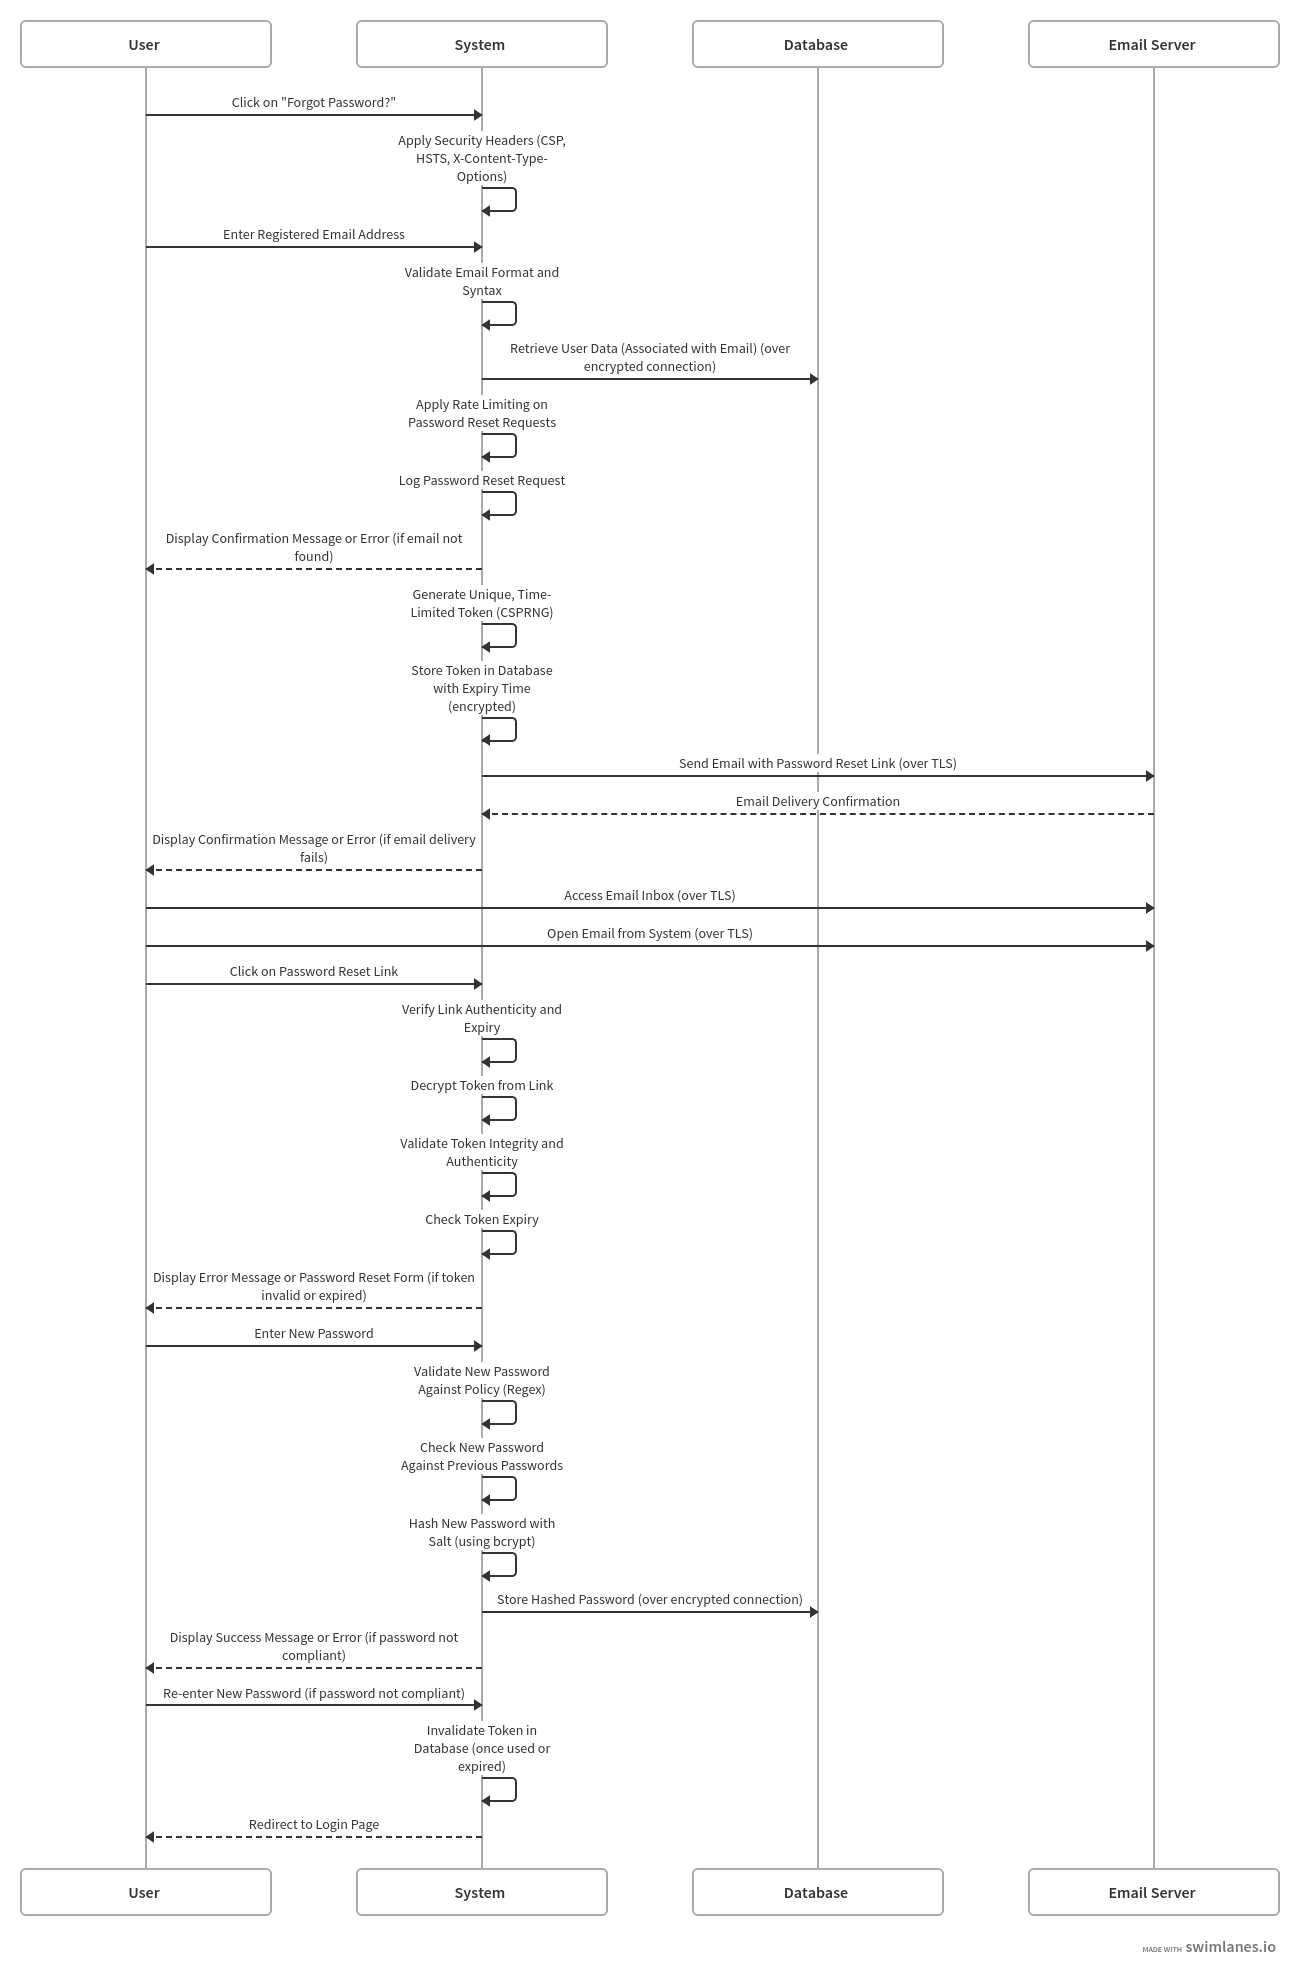 User
System
Database
Email Server
Click on "Forgot Password?"
Apply Security Headers (CSP,
HSTS, X-Content-Type-
Options)
Enter Registered Email Address
Validate Email Format and
Syntax
Retrieve User Data (Associated with Email) (over
encrypted connection)
Apply Rate Limiting on
Password Reset Requests
Log Password Reset Request
Display Confirmation Message or Error (if email not
found)
Generate Unique, Time-
Limited Token (CSPRNG)
Store Token in Database
with Expiry Time
(encrypted)
Send Email with Password Reset Link (over TLS)
Email Delivery Confirmation
Display Confirmation Message or Error (if email delivery
fails)
Access Email Inbox (over TLS)
Open Email from System (over TLS)
Click on Password Reset Link
Verify Link Authenticity and
Expiry
Decrypt Token from Link
Validate Token Integrity and
Authenticity
Check Token Expiry
Display Error Message or Password Reset Form (if token
invalid or expired)
Enter New Password
Validate New Password
Against Policy (Regex)
Check New Password
Against Previous Passwords
Hash New Password with
Salt (using bcrypt)
Store Hashed Password (over encrypted connection)
Display Success Message or Error (if password not
compliant)
Re-enter New Password (if password not compliant)
Invalidate Token in
Database (once used or
expired)
Redirect to Login Page
User
System
Database
Email Server
MADE WITH swimlanes.io